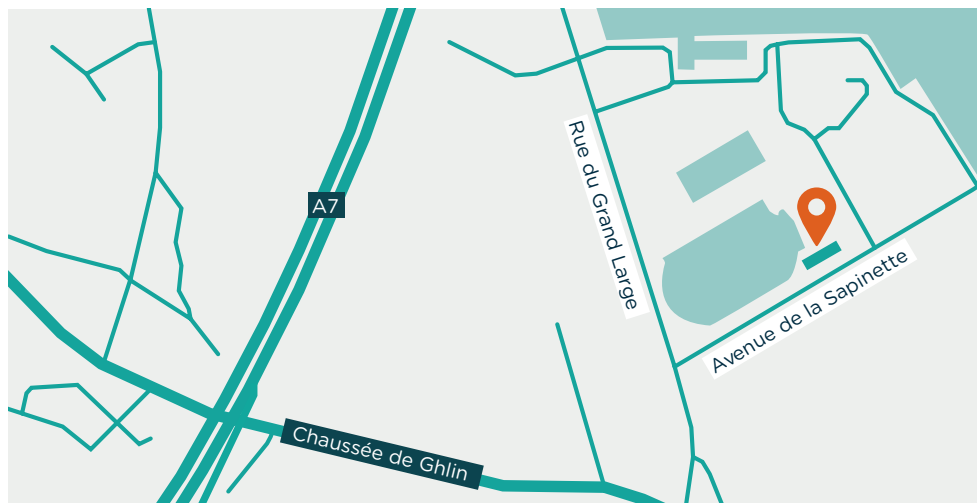 A7
Rue du Grand Large
Avenue de la Sapinette
Chaussée de Ghlin